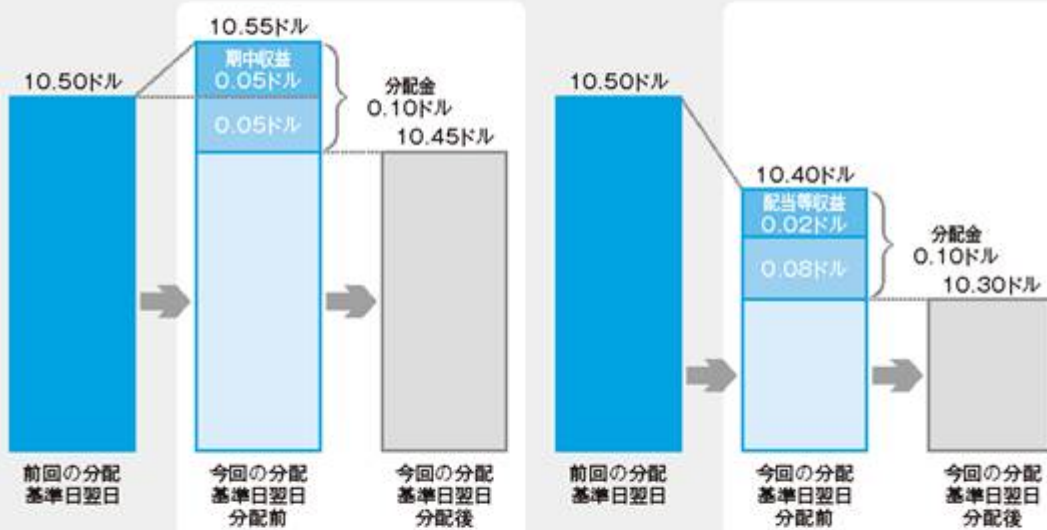 10.50ドル
10.55ドル
期中収益
0.05ドル
0.05ドル
分配金
0.10ドル
10.45ドル
前回の分配
基準日翌日
今回の分配
基準日翌日
分配前
今回の分配
基準日翌日
分配後
10.50ドル
10.40ドル
配当等収益
0.02ドル
0.08ドル
分配金
0.10ドル
10.30ドル
前回の分配
基準日翌日
今回の分配
基準日翌日
分配前
今回の分配
基準日翌日
分配後